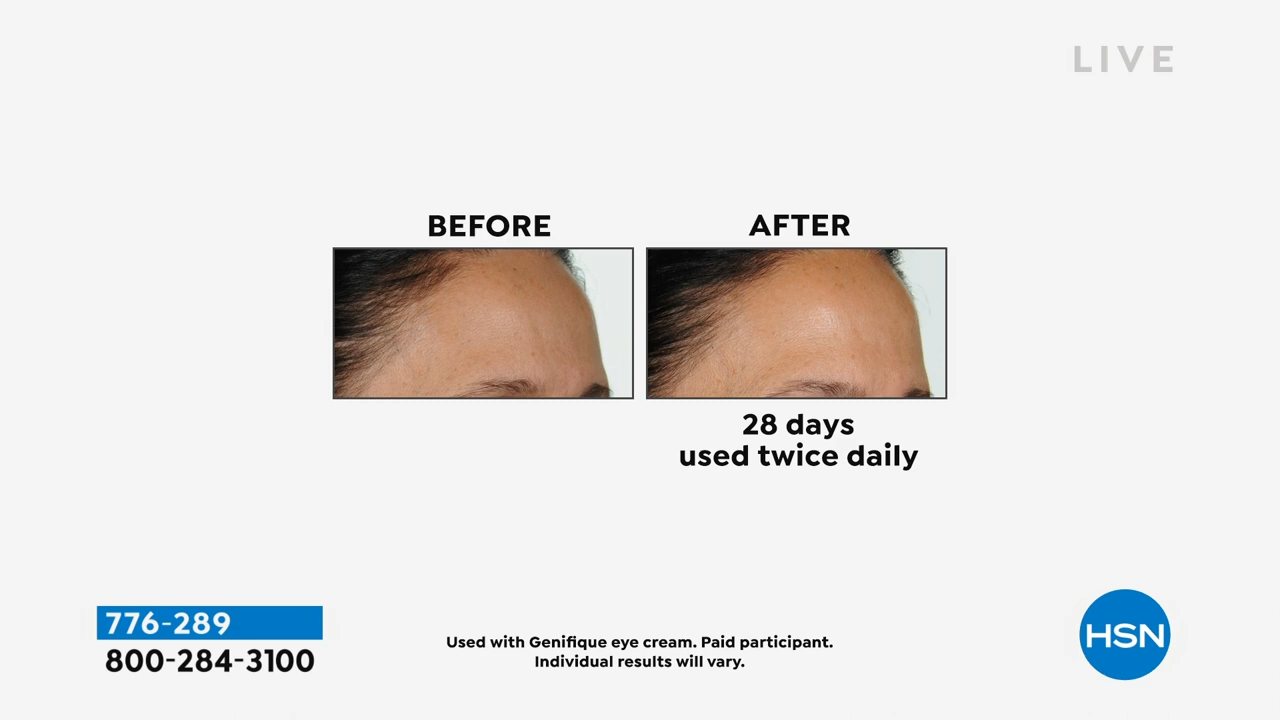 LIVE
BEFORE
AFTER
28 days
used twice daily
776-289
800-284-3100
Used with Genifique eye cream. Paid participant.
Individual results will vary.
HSN